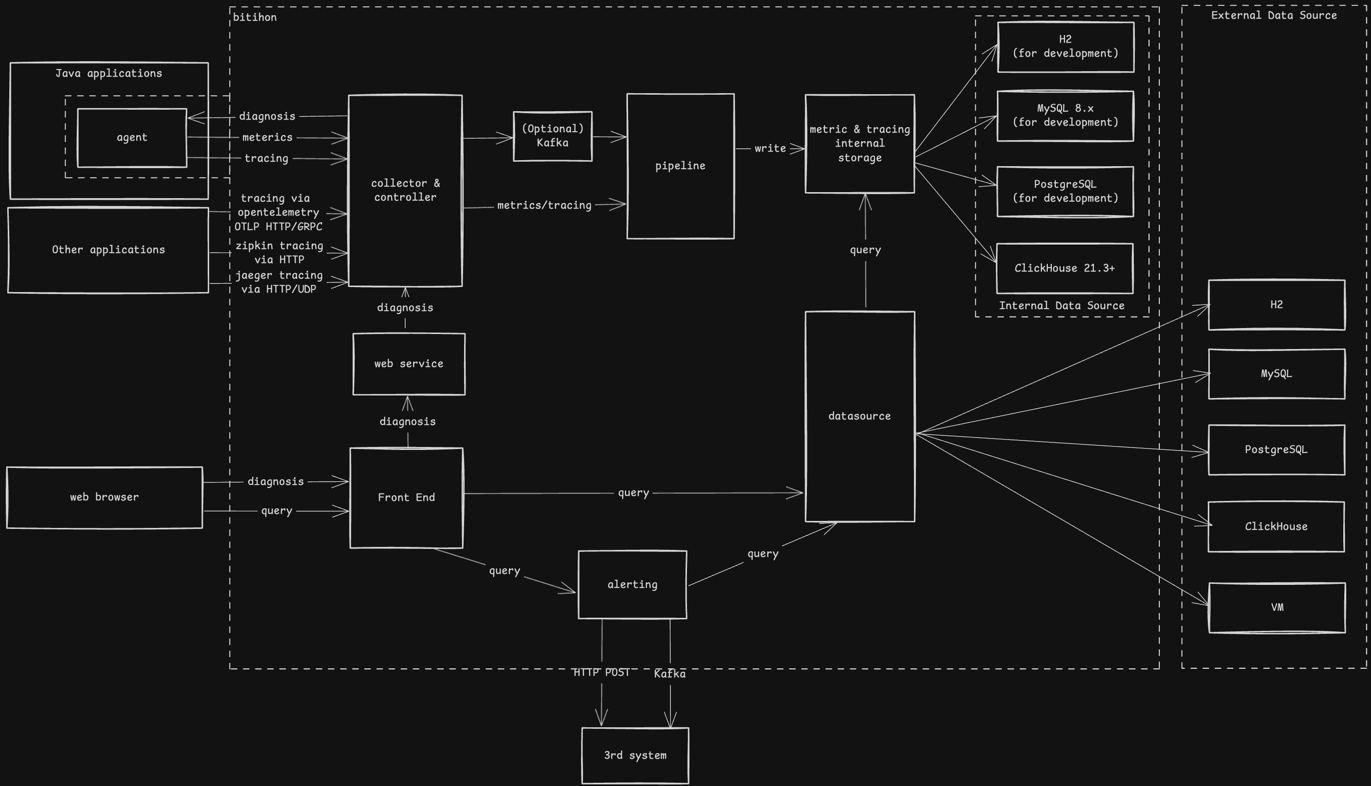 bitihon
External Data Source
Java applications
agent
diagnosis
meterics
tracing
tracing via
opentelemetry
OTLP HTTP/GRPC
Other applications
zipkin tracing
via HTTP
jaeger tracing
via HTTP/UDP
collector &
controller
(Optional)
Kafka
metrics/tracing
pipeline
write
metric & tracing
internal
storage
H2
(for development)
MySQL 8.x
(for development)
PostgreSQL
(for development)
ClickHouse 21.3+
Internal Data Source
query
diagnosis
web service
diagnosis
web browser
diagnosis
query
Front End
query
query
alerting
query
datasource
H2
MySQL
PostgreSQL
ClickHouse
VM
HTTP POST
Kafka
3rd system